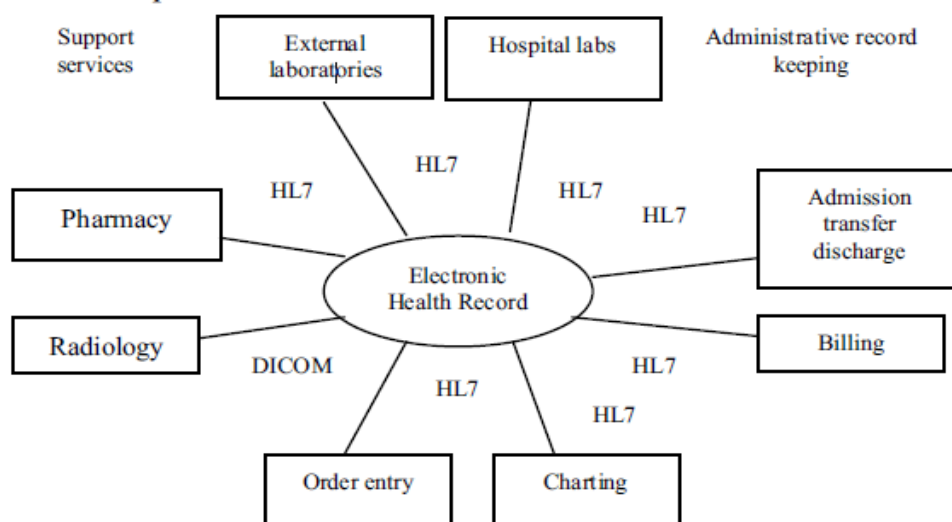 Support
services
External
laboratories
Hospital labs
Administrative record
keeping
HL7
HL7
HL7
HL7
Pharmacy
Admission
transfer
discharge
Electronic
Health Record
Radiology
Billing
DICOM
HL7
HL7
HL7
Order entry
Charting